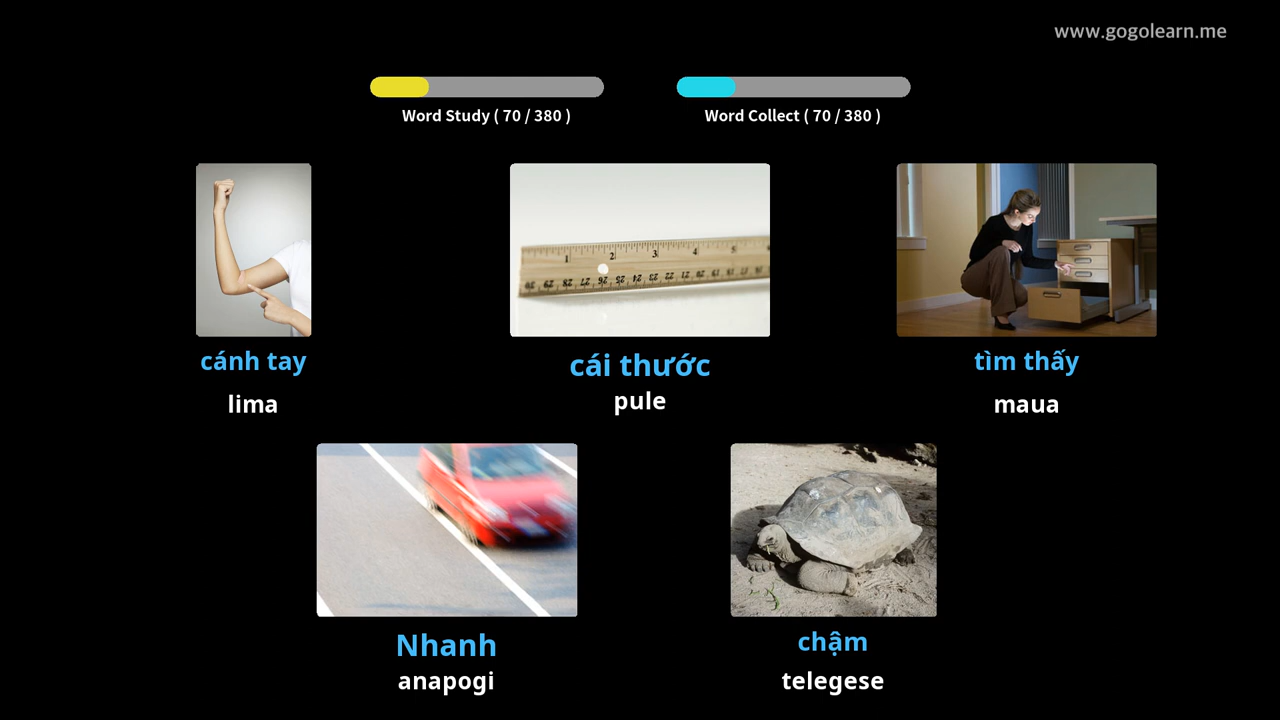 www.gogolearn.me
Word Study ( 70 / 380 )
Word Collect ( 70 / 380 )
cánh tay
lima
cái thước
pule
tìm thấy
maua
Nhanh
anapogi
chậm
telegese